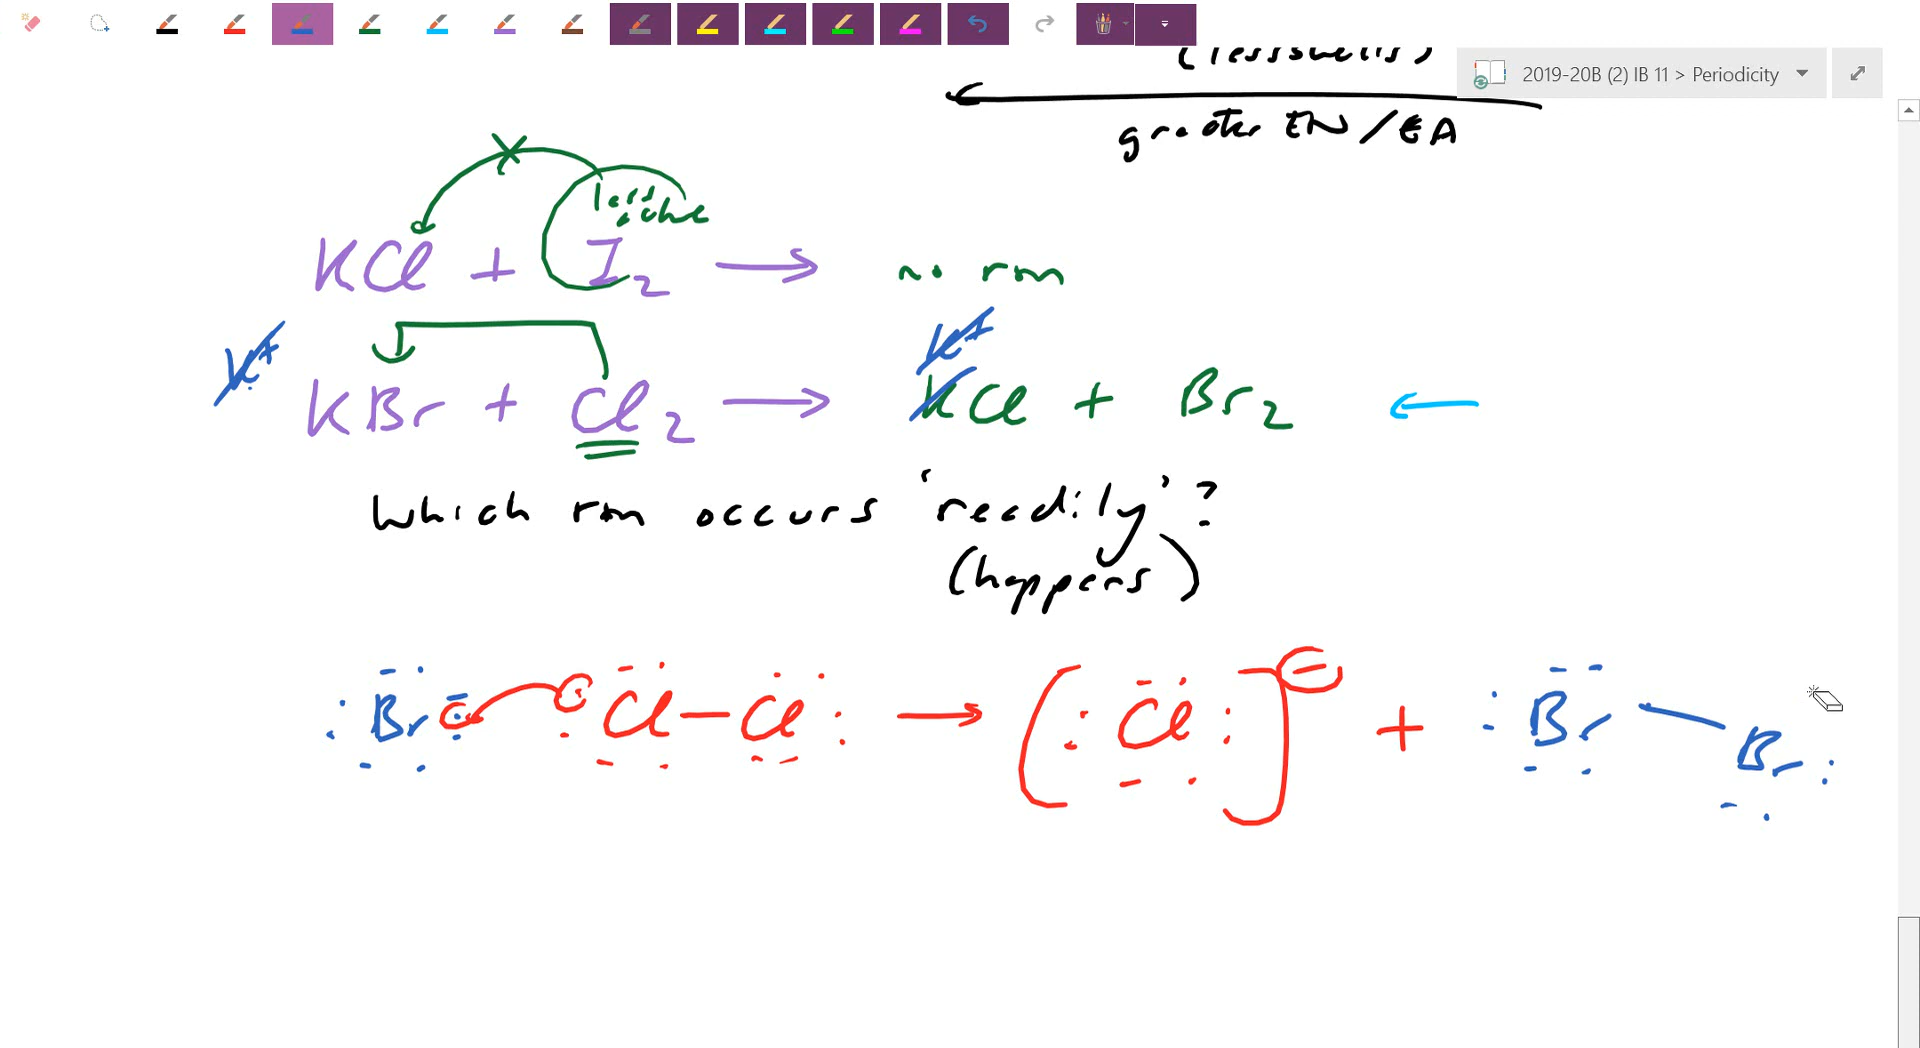 2019-20B (2) IB 11 > Periodicity
greater EN / EA
less active
KCl + I2 → no rxn
K+ K+
KBr + Cl2 → KCl + Br2 ←
Which rxn occurs 'readily'?
(happens)
Br Cl — Cl → [Cl]⊖ + Br — Br